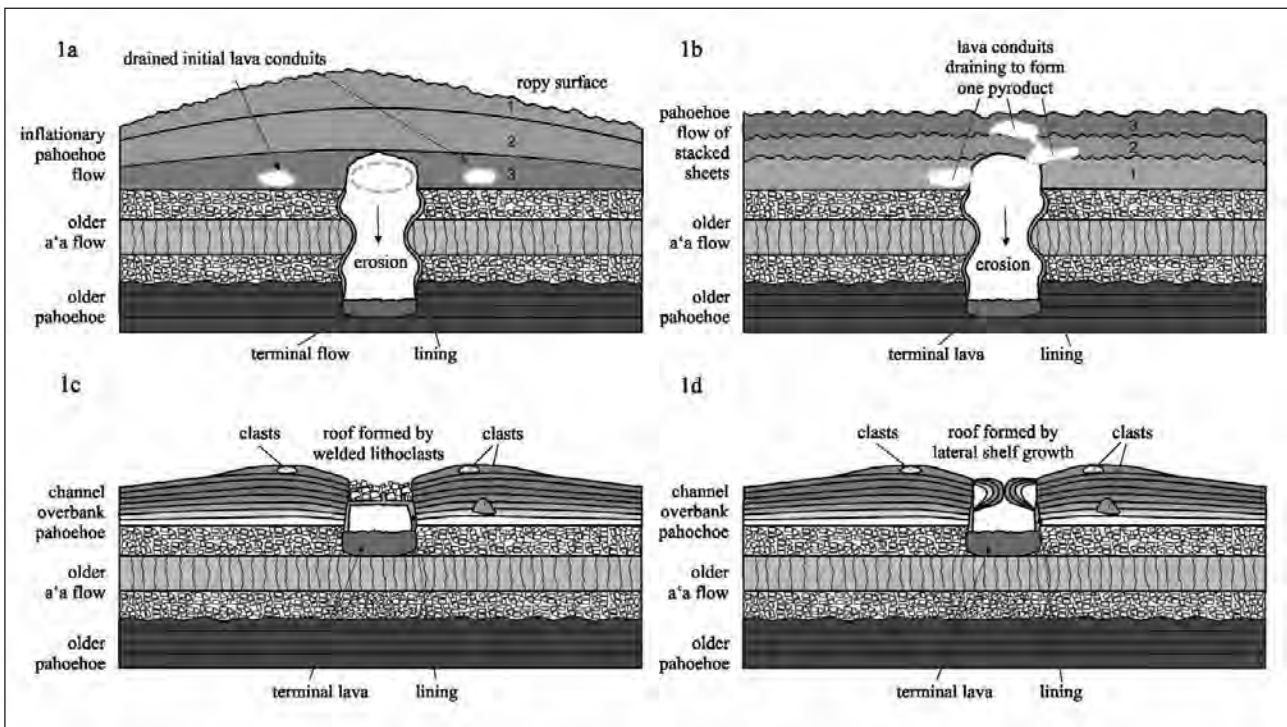 1a
drained initial lava conduits
ropy surface
1
2
3
inflationary
pahoehoe
flow
older
a‘a flow
erosion
older
pahoehoe
terminal flow
lining
1b
lava conduits
draining to form
one pyroduct
pahoehoe
flow of
stacked
sheets
3
2
1
older
a‘a flow
erosion
older
pahoehoe
terminal lava
lining
1c
clasts
roof formed by
welded lithoclasts
clasts
channel
overbank
pahoehoe
older
a‘a flow
older
pahoehoe
terminal lava
lining
1d
clasts
roof formed by
lateral shelf growth
clasts
channel
overbank
pahoehoe
older
a‘a flow
older
pahoehoe
terminal lava
lining